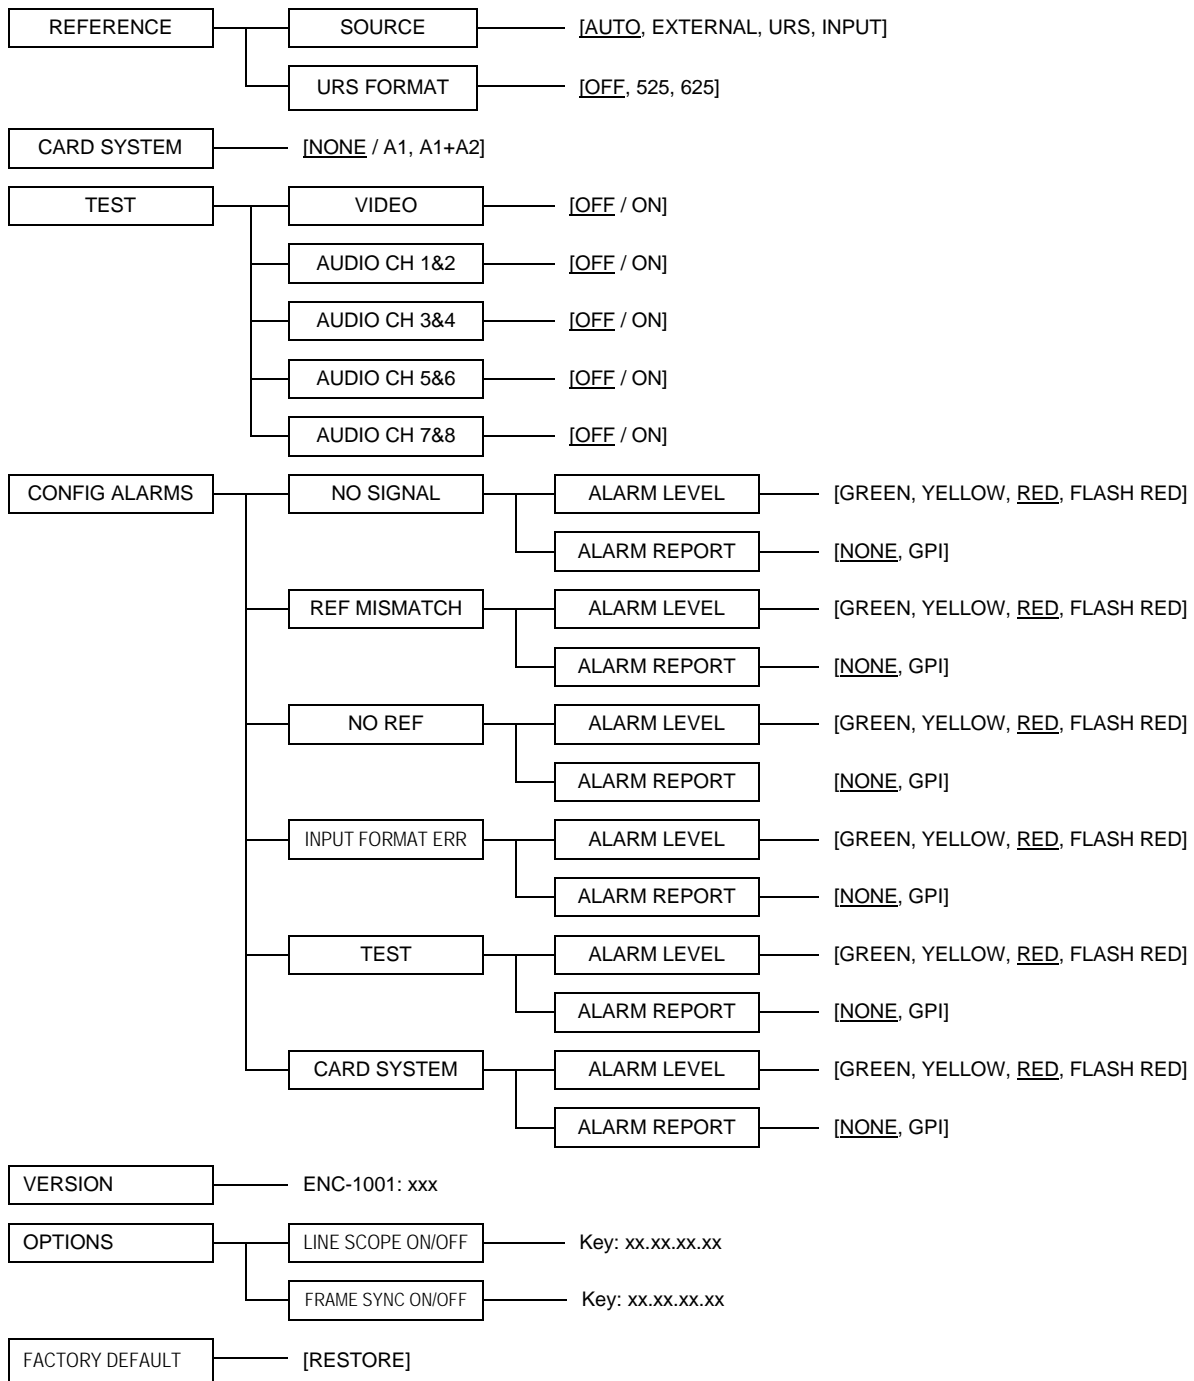 REFERENCE SOURCE [AUTO, EXTERNAL, URS, INPUT]
URS FORMAT [OFF, 525, 625]
CARD SYSTEM [NONE / A1, A1+A2]
TEST VIDEO [OFF / ON]
AUDIO CH 1&2 [OFF / ON]
AUDIO CH 3&4 [OFF / ON]
AUDIO CH 5&6 [OFF / ON]
AUDIO CH 7&8 [OFF / ON]
CONFIG ALARMS NO SIGNAL ALARM LEVEL [GREEN, YELLOW, RED, FLASH RED]
ALARM REPORT [NONE, GPI]
REF MISMATCH ALARM LEVEL [GREEN, YELLOW, RED, FLASH RED]
ALARM REPORT [NONE, GPI]
NO REF ALARM LEVEL [GREEN, YELLOW, RED, FLASH RED]
ALARM REPORT [NONE, GPI]
INPUT FORMAT ERR ALARM LEVEL [GREEN, YELLOW, RED, FLASH RED]
ALARM REPORT [NONE, GPI]
TEST ALARM LEVEL [GREEN, YELLOW, RED, FLASH RED]
ALARM REPORT [NONE, GPI]
CARD SYSTEM ALARM LEVEL [GREEN, YELLOW, RED, FLASH RED]
ALARM REPORT [NONE, GPI]
VERSION ENC-1001: xxx
OPTIONS LINE SCOPE ON/OFF Key: xx.xx.xx.xx
FRAME SYNC ON/OFF Key: xx.xx.xx.xx
FACTORY DEFAULT [RESTORE]